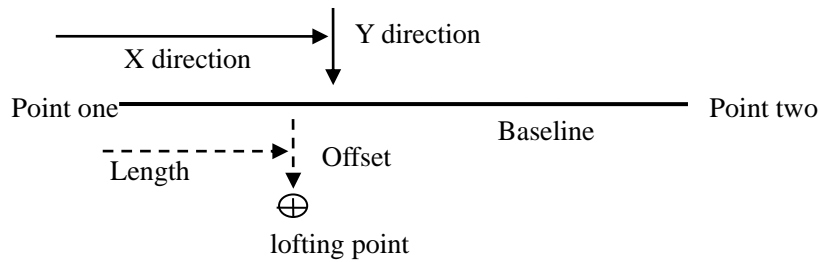 Y direction
X direction
Point one
Point two
Baseline
Length
Offset
lofting point